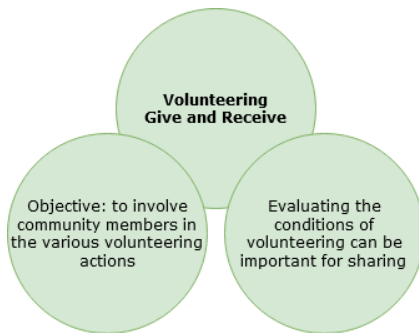 Volunteering
Give and Receive
Objective: to involve
community members in
the various volunteering
actions
Evaluating the
conditions of
volunteering can be
important for sharing